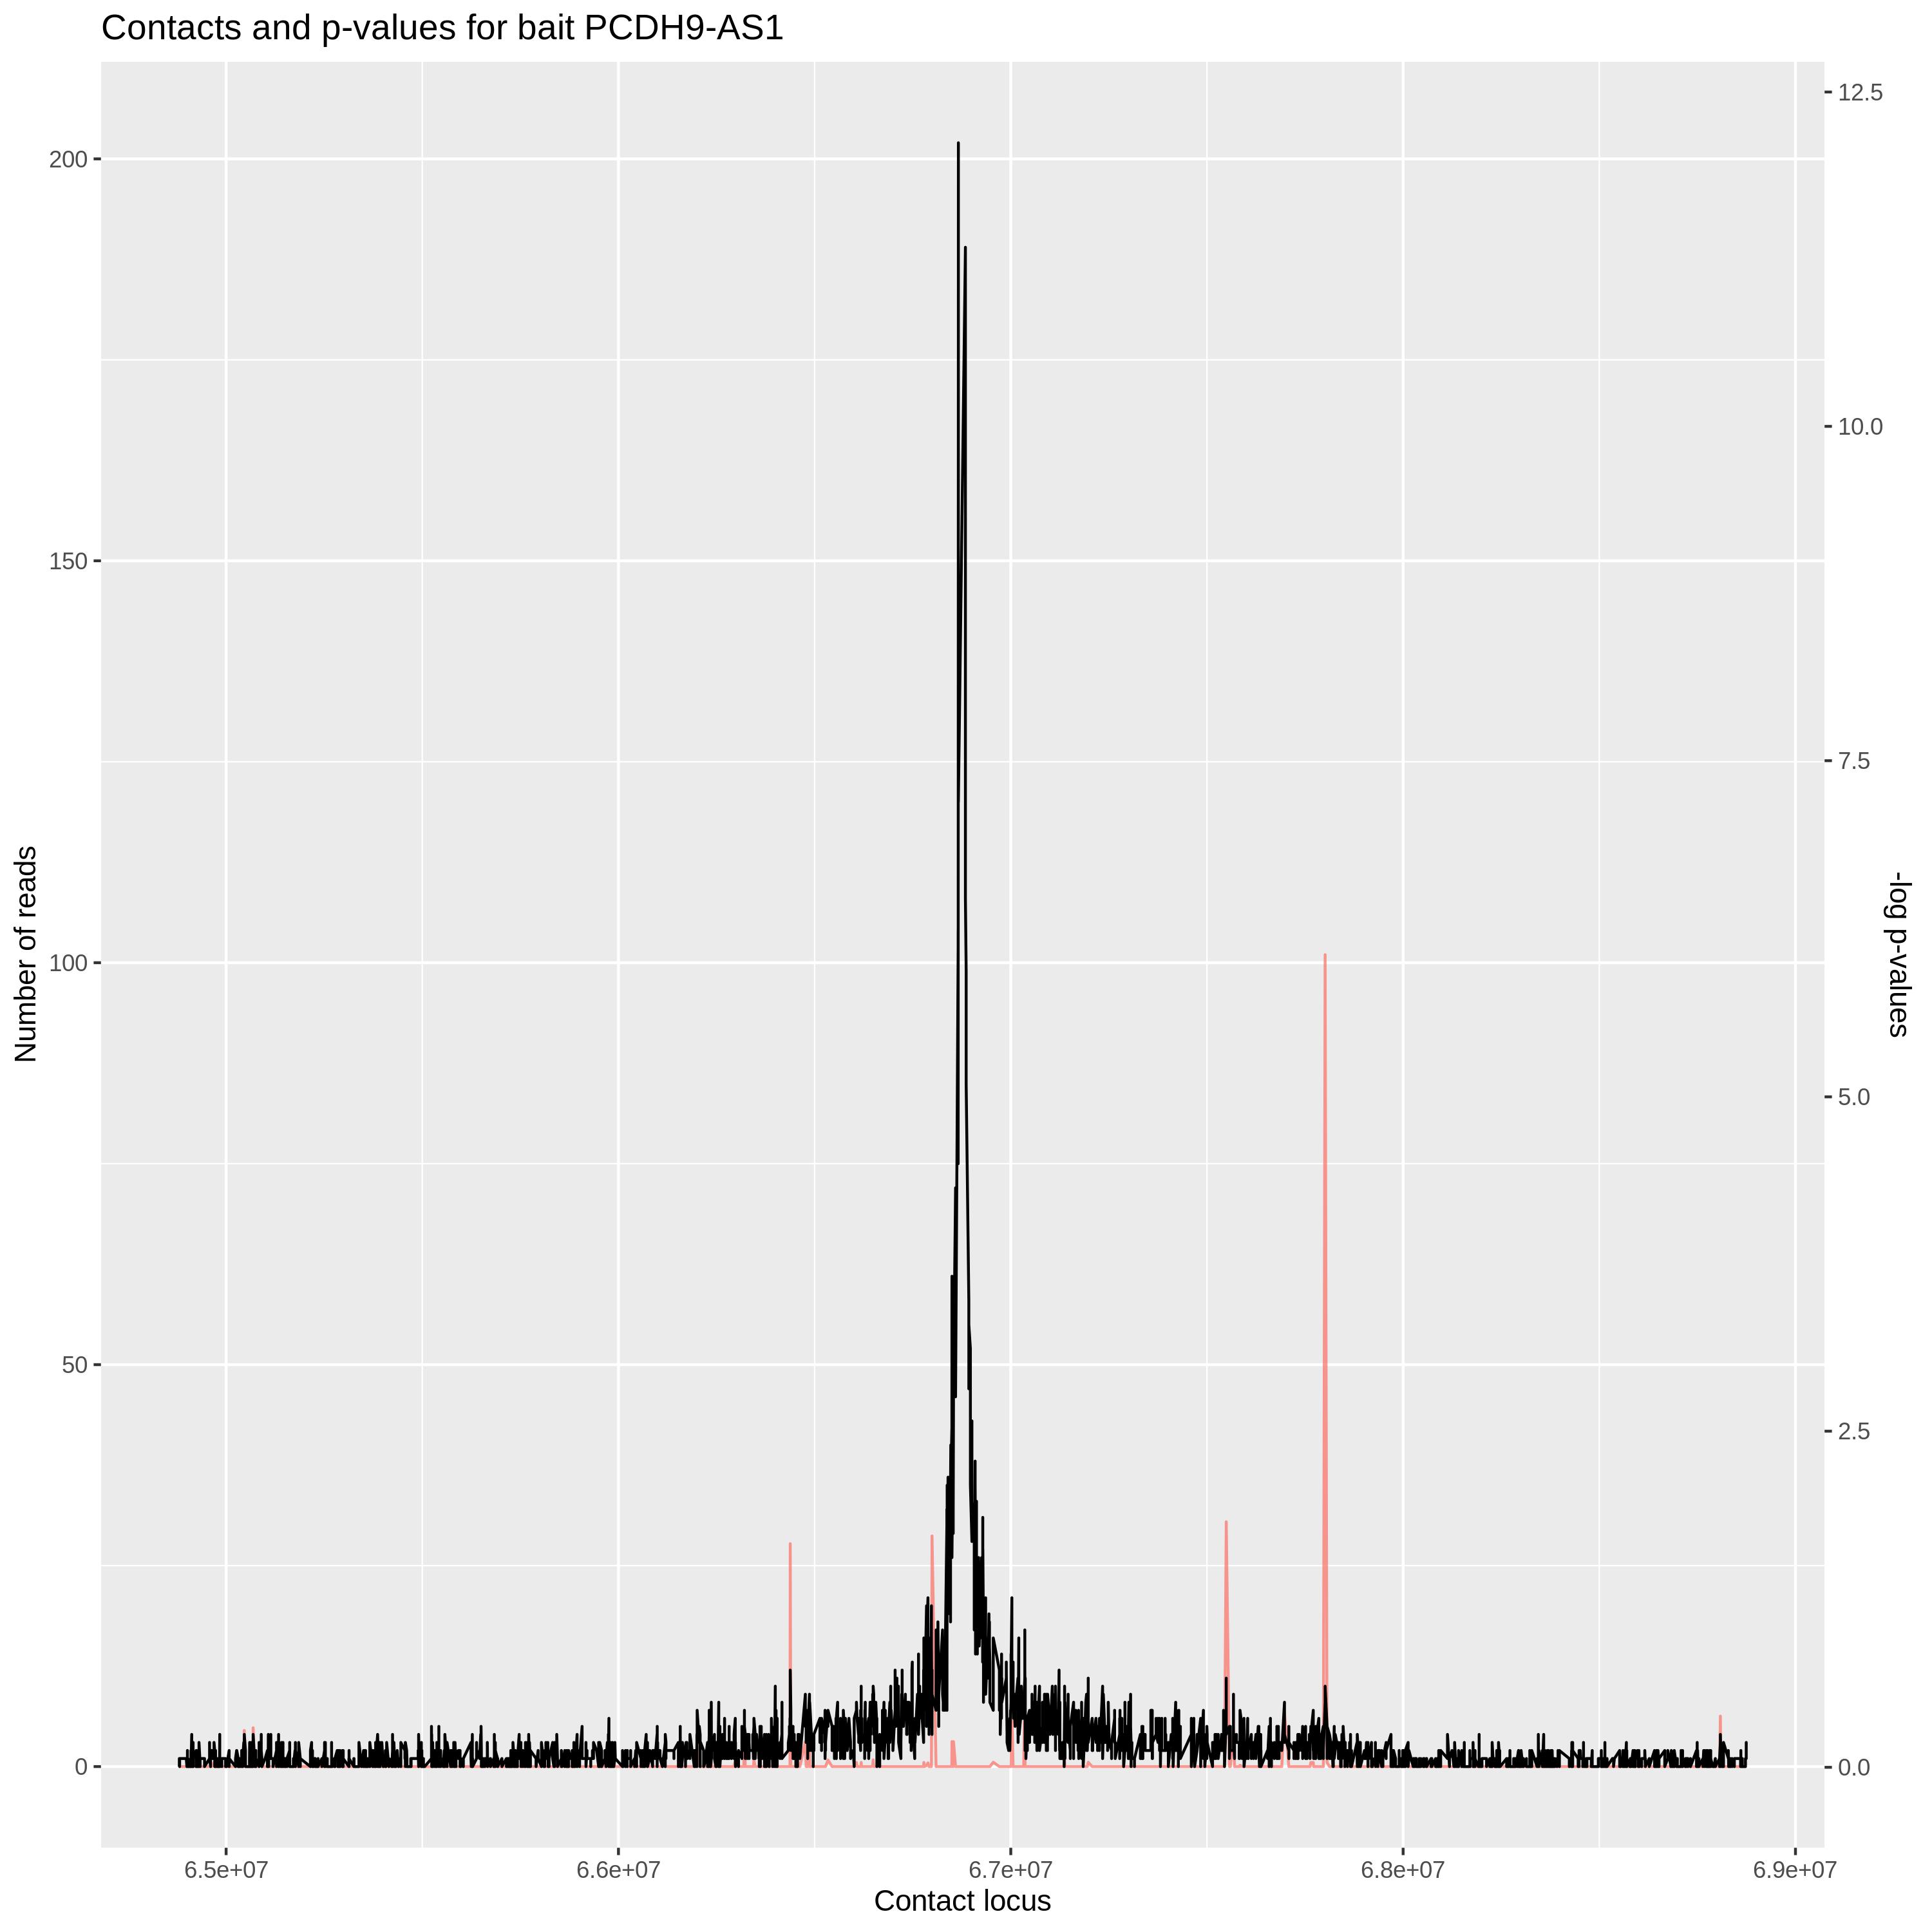 Contacts and p-values for bait PCDH9-AS1
200
150
100
50
0
Number of reads
12.5
10.0
7.5
5.0
2.5
0.0
-log p-values
6.5e+07
6.6e+07
6.7e+07
6.8e+07
6.9e+07
Contact locus